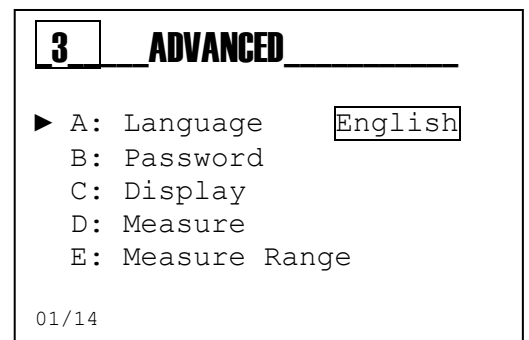 3 ADVANCED
► A: Language English
B: Password
C: Display
D: Measure
E: Measure Range
01/14